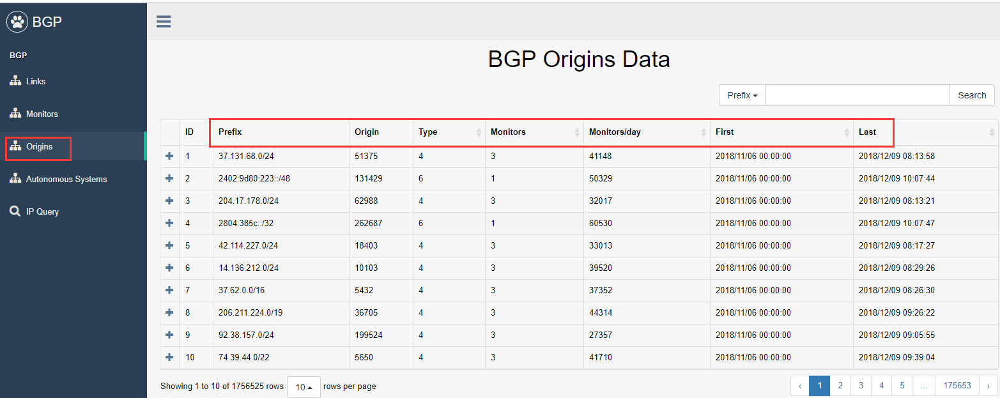 BGP
BGP
Links
Monitors
Origins
Autonomous Systems
IP Query
BGP Origins Data
Prefix Search
ID Prefix Origin Type Monitors Monitors/day First Last
1 37.131.68.0/24 51375 4 3 41148 2018/11/06 00:00:00 2018/12/09 08:13:58
2 2402:9d80:223::/48 131429 6 1 50329 2018/11/06 00:00:00 2018/12/09 10:07:44
3 204.17.178.0/24 62988 4 3 32017 2018/11/06 00:00:00 2018/12/09 08:13:21
4 2804:385c::/32 262687 6 1 60530 2018/11/06 00:00:00 2018/12/09 10:07:47
5 42.114.227.0/24 18403 4 3 33013 2018/11/06 00:00:00 2018/12/09 08:17:27
6 14.136.212.0/24 10103 4 3 39520 2018/11/06 00:00:00 2018/12/09 08:29:26
7 37.62.0.0/16 5432 4 3 37352 2018/11/06 00:00:00 2018/12/09 08:26:30
8 206.211.224.0/19 36705 4 3 44314 2018/11/06 00:00:00 2018/12/09 09:26:22
9 92.38.157.0/24 199524 4 3 27357 2018/11/06 00:00:00 2018/12/09 09:05:55
10 74.39.44.0/22 5650 4 3 41710 2018/11/06 00:00:00 2018/12/09 09:39:04
Showing 1 to 10 of 1756525 rows 10 rows per page ‹ 1 2 3 4 5 ... 175653 ›